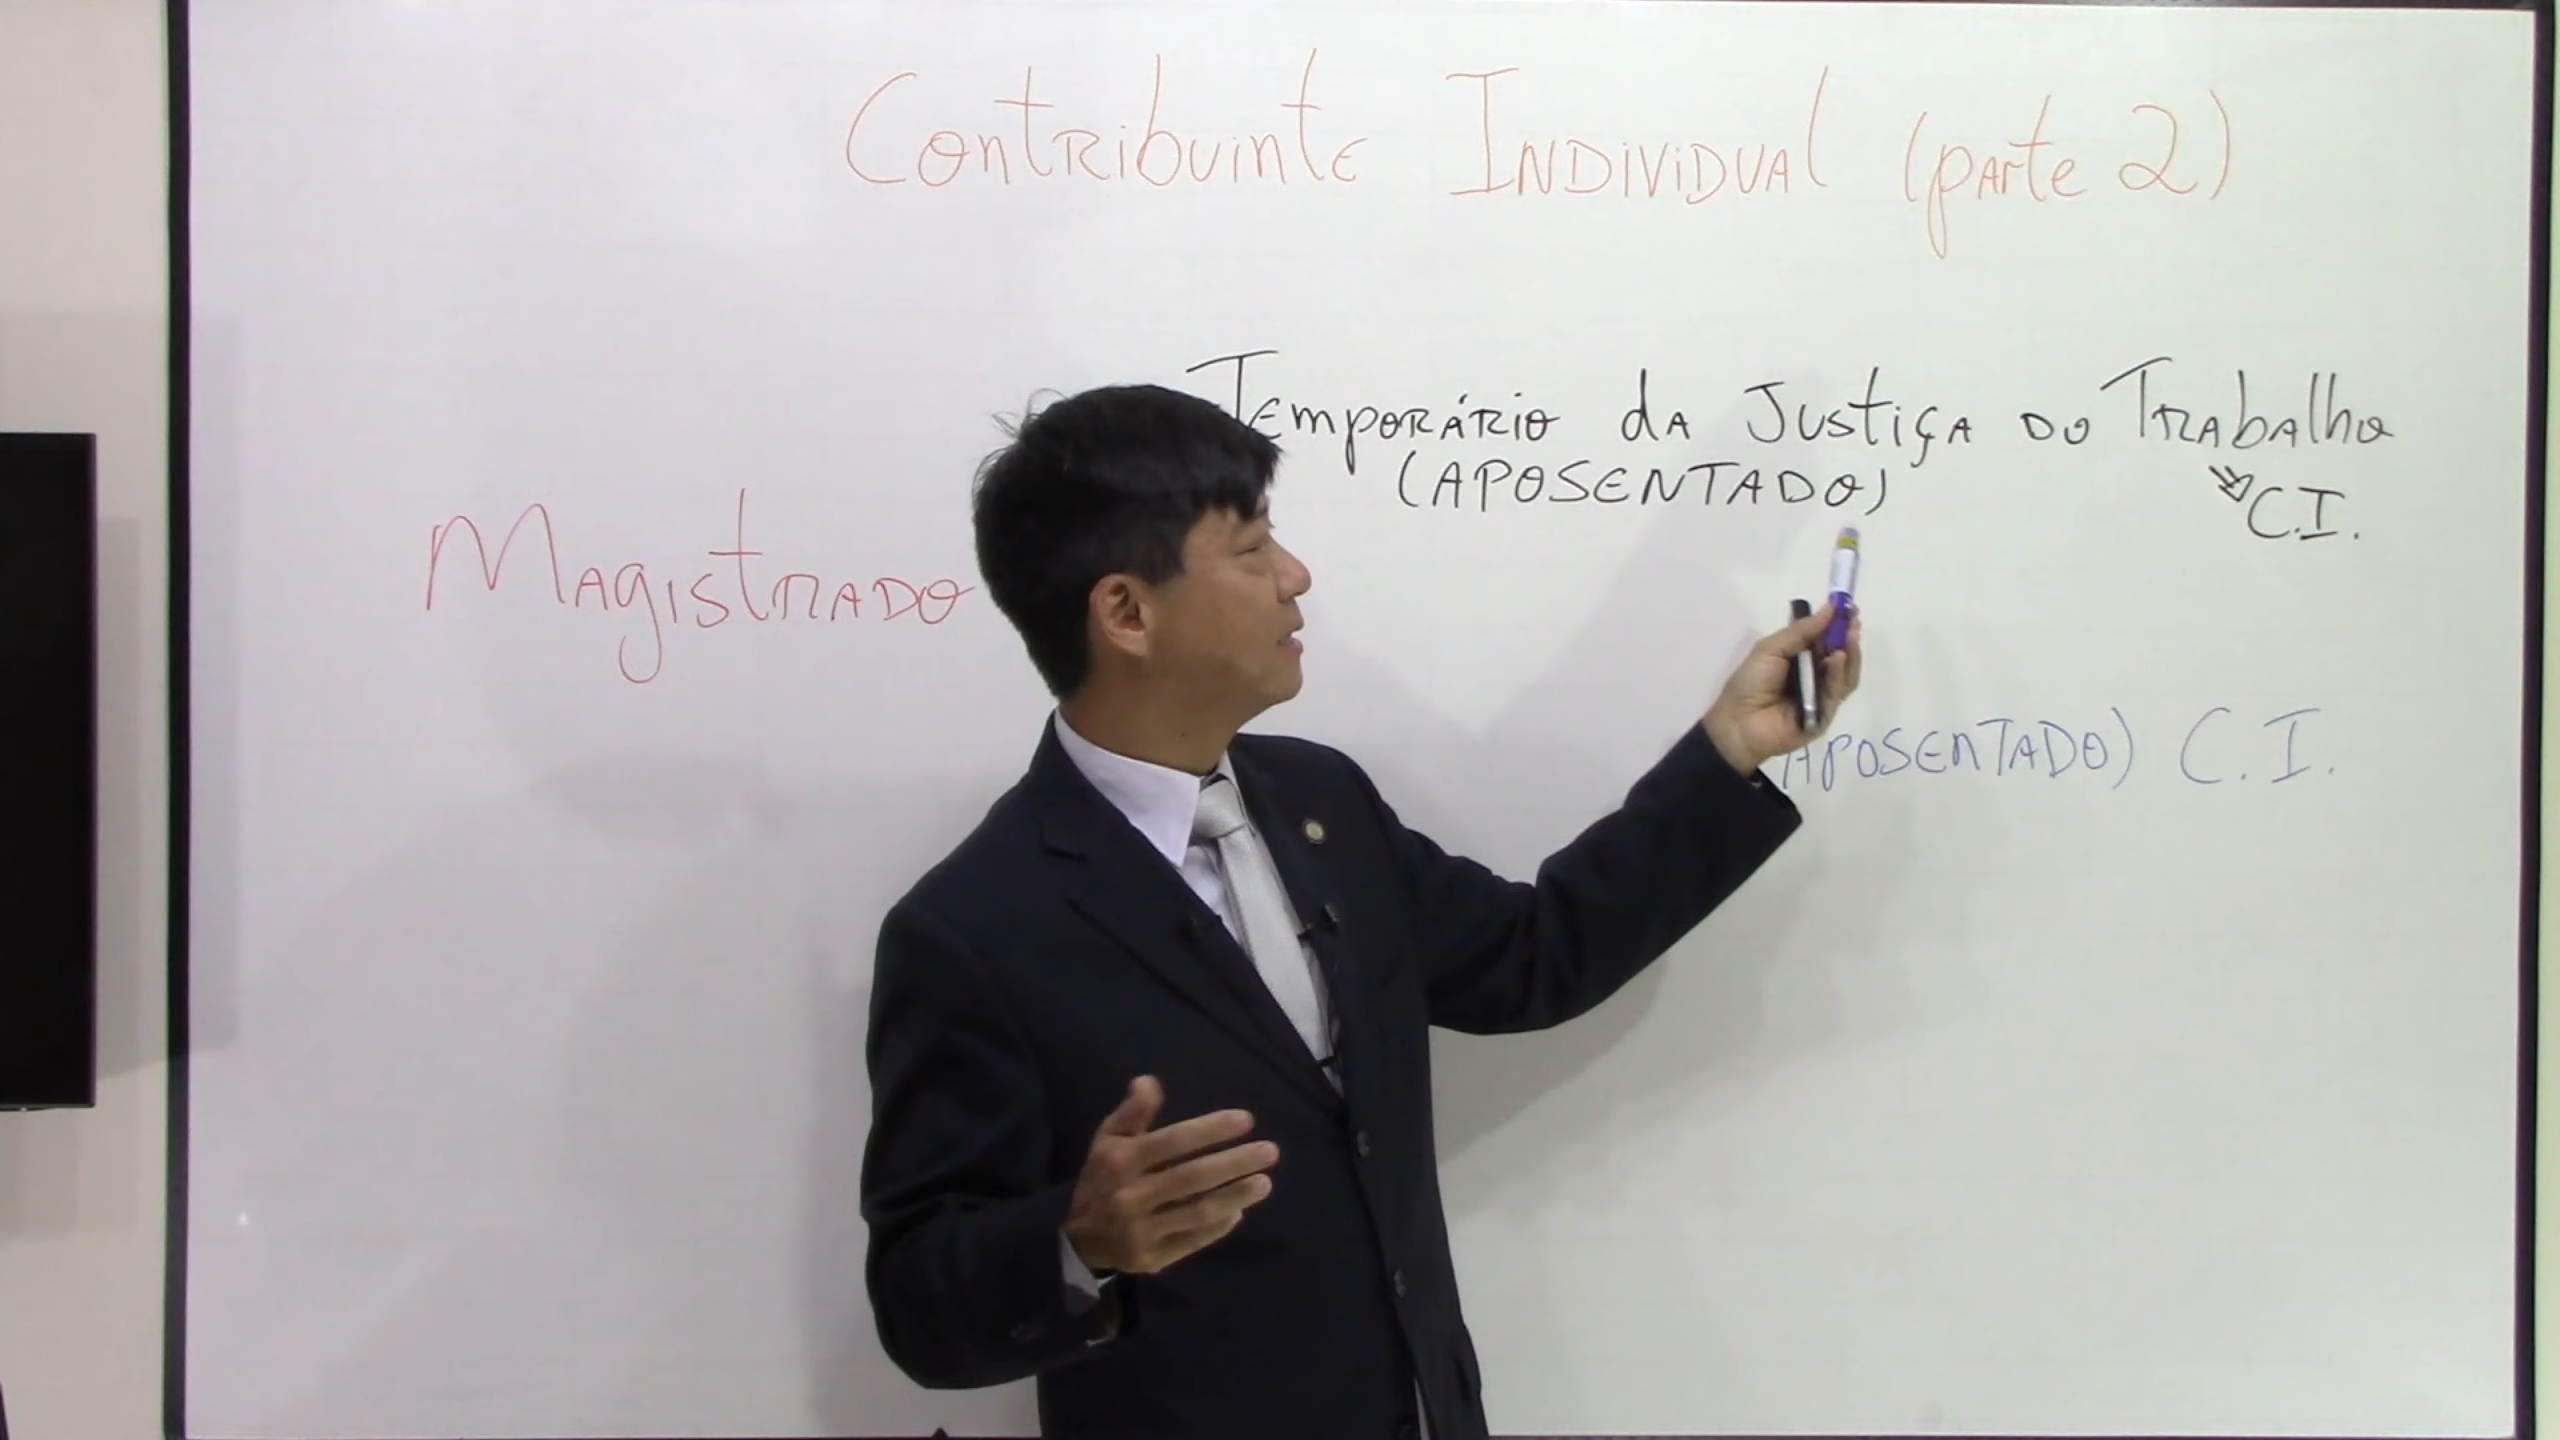 Contribuinte Individual (parte 2)
Temporário da Justiça do Trabalho
(APOSENTADO)
C.I.
Magistrado
APOSENTADO) C.I.